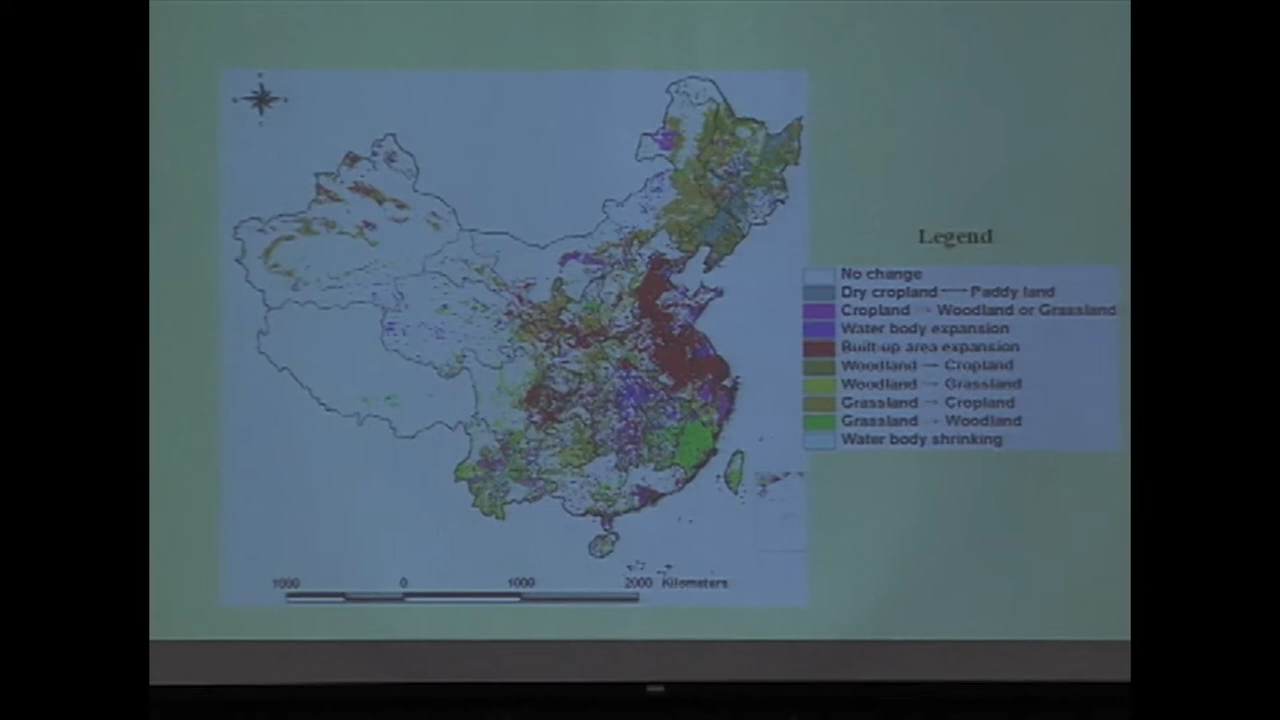 Legend
No change
Dry cropland → Paddy land
Cropland → Woodland or Grassland
Water body expansion
Built-up area expansion
Woodland → Cropland
Woodland → Grassland
Grassland → Cropland
Grassland → Woodland
Water body shrinking
1000 0 1000 2000 Kilometers